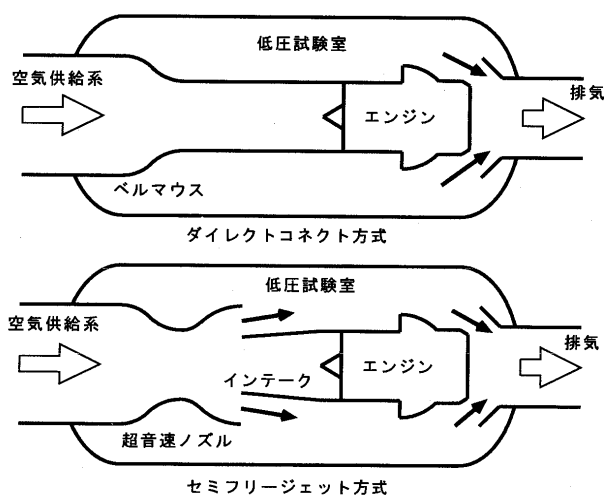 低圧試験室
空気供給系
エンジン
排気
ベルマウス
ダイレクトコネクト方式
低圧試験室
空気供給系
エンジン
排気
インテーク
超音速ノズル
セミフリージェット方式